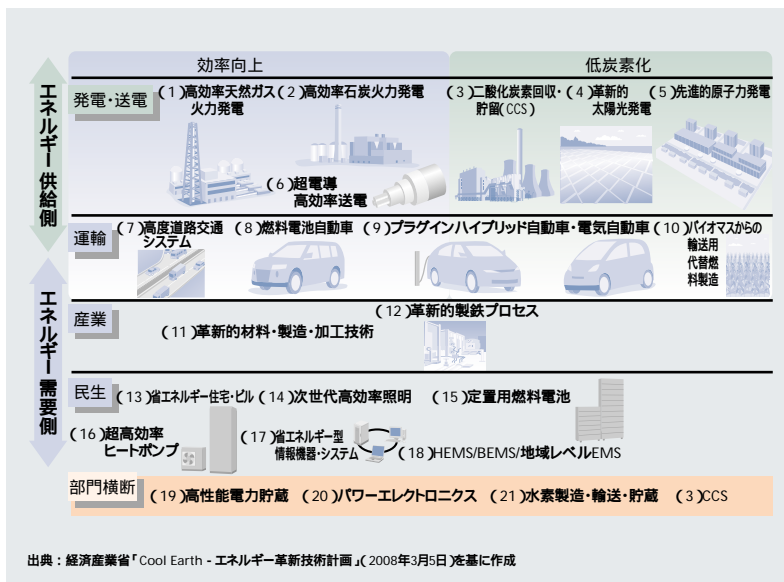 効率向上
低炭素化
エネルギー供給側
発電・送電
(1)高効率天然ガス
火力発電
(2)高効率石炭火力発電
(3)二酸化炭素回収・
貯留(CCS)
(4)革新的
太陽光発電
(5)先進的原子力発電
(6)超電導
高効率送電
運輸
(7)高度道路交通
システム
(8)燃料電池自動車
(9)プラグインハイブリッド自動車・電気自動車
(10)バイオマスからの
輸送用
代替燃
料製造
エネルギー需要側
産業
(11)革新的材料・製造・加工技術
(12)革新的製鉄プロセス
民生
(13)省エネルギー住宅・ビル
(14)次世代高効率照明
(15)定置用燃料電池
(16)超高効率
ヒートポンプ
(17)省エネルギー型
情報機器・システム
(18)HEMS/BEMS/地域レベルEMS
部門横断
(19)高性能電力貯蔵
(20)パワーエレクトロニクス
(21)水素製造・輸送・貯蔵
(3)CCS
出典:経済産業省「Cool Earth - エネルギー革新技術計画」(2008年3月5日)を基に作成